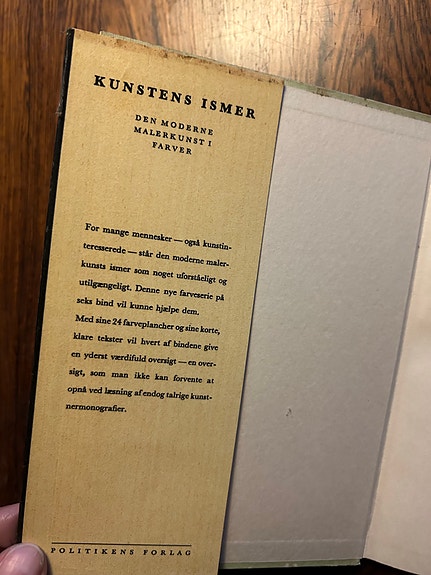 KUNSTENS ISMER
DEN MODERNE
MALERKUNST I
FARVER
For mange mennesker — også kunstin-
teresserede — står den moderne maler-
kunsts ismer som noget uforståeligt og
utilgængeligt. Denne nye farveserie på
seks bind vil kunne hjælpe dem.
Med sine 24 farveplancher og sine korte,
klare tekster vil hvert af bindene give
en yderst værdifuld oversigt — en over-
sigt, som man ikke kan forvente at
opnå ved læsning af endog talrige kunst-
nermonografier.
POLITIKENS FORLAG